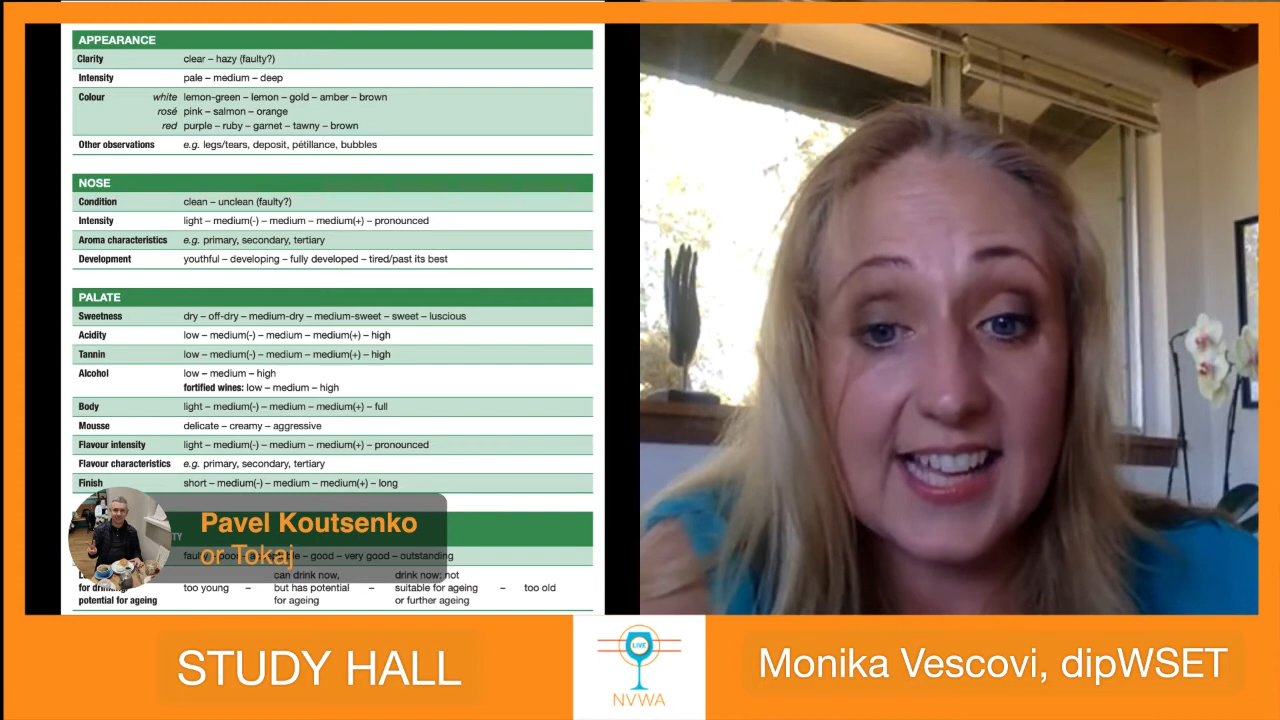 APPEARANCE
Clarity clear – hazy (faulty?)
Intensity pale – medium – deep
Colour white lemon-green – lemon – gold – amber – brown
rosé pink – salmon – orange
red purple – ruby – garnet – tawny – brown
Other observations e.g. legs/tears, deposit, pétillance, bubbles
NOSE
Condition clean – unclean (faulty?)
Intensity light – medium(-) – medium – medium(+) – pronounced
Aroma characteristics e.g. primary, secondary, tertiary
Development youthful – developing – fully developed – tired/past its best
PALATE
Sweetness dry – off-dry – medium-dry – medium-sweet – sweet – luscious
Acidity low – medium(-) – medium – medium(+) – high
Tannin low – medium(-) – medium – medium(+) – high
Alcohol low – medium – high
fortified wines: low – medium – high
Body light – medium(-) – medium – medium(+) – full
Mousse delicate – creamy – aggressive
Flavour intensity light – medium(-) – medium – medium(+) – pronounced
Flavour characteristics e.g. primary, secondary, tertiary
Finish short – medium(-) – medium – medium(+) – long
Pavel Koutsenko
or Tokaj
– good – very good – outstanding
can drink now, drink now: not
too young – but has potential – suitable for ageing – too old
potential for ageing for ageing or further ageing
STUDY HALL
LIVE
NVWA
Monika Vescovi, dipWSET